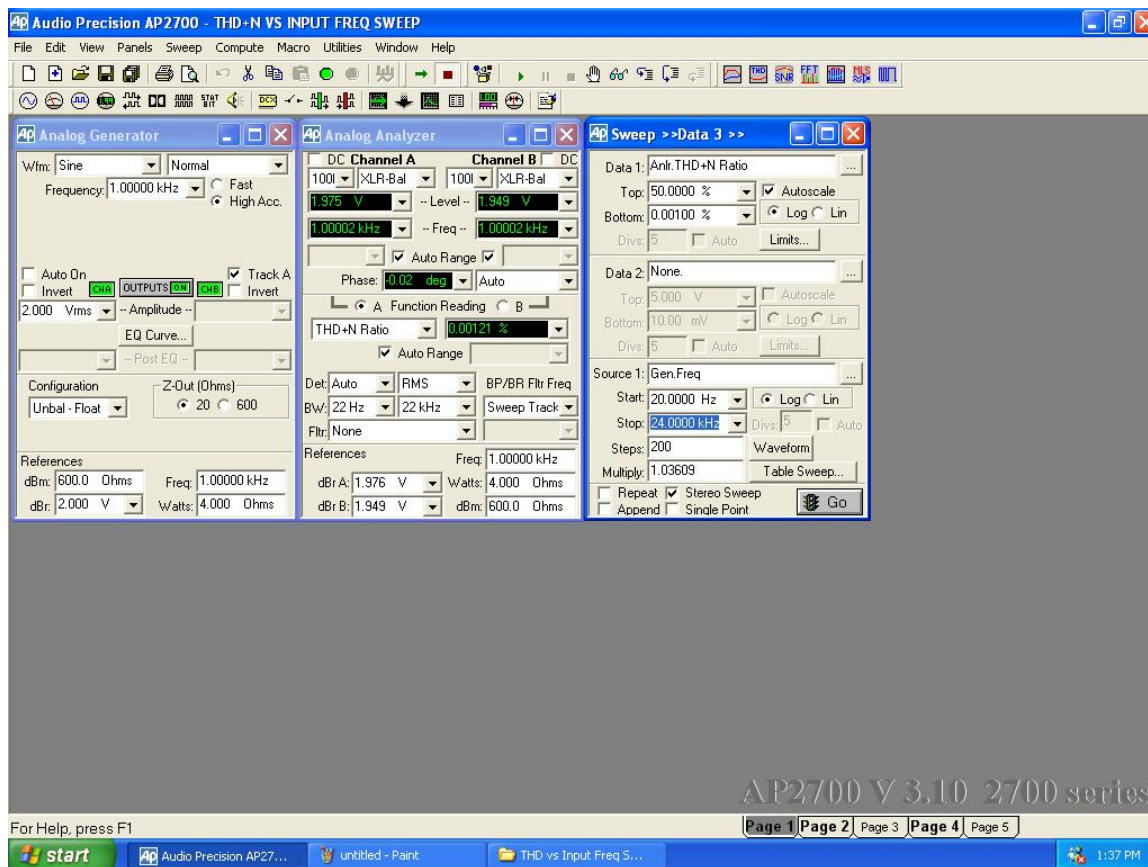 Audio Precision AP2700 - THD+N VS INPUT FREQ SWEEP
File Edit View Panels Sweep Compute Macro Utilities Window Help
THD SNR FFT MLS
STAT DCX
Analog Generator
Wfm: Sine Normal
Frequency: 1.00000 kHz Fast
High Acc.
Auto On Track A
Invert CHA OUTPUTS ON CHB Invert
2.000 Vrms -- Amplitude --
EQ Curve...
-- Post EQ --
Configuration Z-Out (Ohms)
Unbal - Float 20 600
References
dBm: 600.0 Ohms Freq: 1.00000 kHz
dBr: 2.000 V Watts: 4.000 Ohms
Analog Analyzer
DC Channel A Channel B DC
100l XLR-Bal 100l XLR-Bal
1.975 V -- Level -- 1.949 V
1.00002 kHz -- Freq -- 1.00002 kHz
Auto Range
Phase: -0.02 deg Auto
A Function Reading B
THD+N Ratio 0.00121 %
Auto Range
Det: Auto RMS BP/BR Fltr Freq
BW: 22 Hz 22 kHz Sweep Track
Fltr: None
References Freq: 1.00000 kHz
dBr A: 1.976 V Watts: 4.000 Ohms
dBr B: 1.949 V dBm: 600.0 Ohms
Sweep >>Data 3 >>
Data 1: Anlr.THD+N Ratio ...
Top: 50.0000 % Autoscale
Bottom: 0.00100 % Log Lin
Divs: 5 Auto Limits...
Data 2: None. ...
Top: 5.000 V Autoscale
Bottom: 10.00 mV Log Lin
Divs: 5 Auto Limits...
Source 1: Gen.Freq ...
Start: 20.0000 Hz Log Lin
Stop: 24.0000 kHz Divs: 5 Auto
Steps: 200 Waveform
Multiply: 1.03609 Table Sweep...
Repeat Stereo Sweep
Append Single Point Go
AP2700 V 3.10 2700 series
For Help, press F1
Page 1 Page 2 Page 3 Page 4 Page 5
start Audio Precision AP27... untitled - Paint THD vs Input Freq S... 1:37 PM